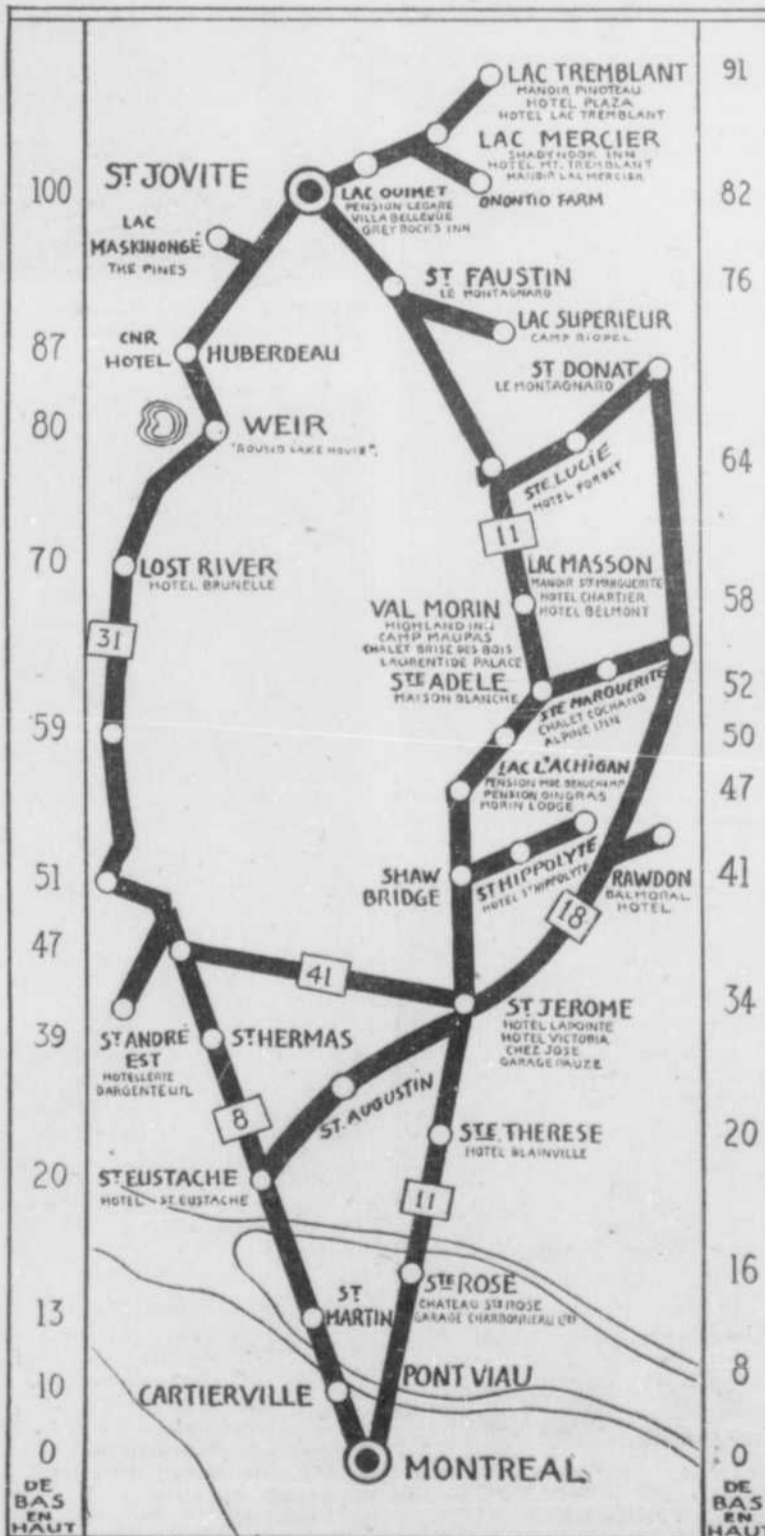 LAC TREMBLANT
MANOIR PINOTEAU
HOTEL PLAZA
HOTEL LAC TREMBLANT
91
LAC MERCIER
SHADYNOOK INN
HOTEL MT. TREMBLANT
MANOIR LAC MERCIER
ST JOVITE
100
LAC OUIMET
PENSION LEGARE
VILLA BELLEVUE
GREY ROCKS INN
ONONTIO FARM
82
LAC
MASKINONGÉ
THE PINES
ST FAUSTIN
LE MONTAGNARD
76
LAC SUPERIEUR
CAMP RIOPEL
87
CNR
HOTEL
HUBERDEAU
ST DONAT
LE MONTAGNARD
80
WEIR
"ROUND LAKE HOUSE"
STE LUCIE
HOTEL FORGET
64
11
70
LOST RIVER
HOTEL BRUNELLE
LAC MASSON
MANOIR STE MARGUERITE
HOTEL CHARTIER
HOTEL BELMONT
58
VAL MORIN
HIGHLAND INN
CAMP MAUPAS
CHALET BRISE DES BOIS
LAURENTIDE PALACE
31
STE ADELE
MAISON BLANCHE
52
STE MARGUERITE
CHALET COCHAND
ALPINE INN
59
50
LAC L'ACHIGAN
PENSION MDE BEAUCHAMP
PENSION GINGRAS
MORIN LODGE
47
51
SHAW
BRIDGE
ST HIPPOLYTE
HOTEL ST HIPPOLYTE
RAWDON
BALMORAL
HOTEL
41
18
47
41
ST JEROME
HOTEL LAPOINTE
HOTEL VICTORIA
CHEZ JOSE
GARAGE PAUZE
34
39
ST ANDRÉ
EST
HOTELLERIE
DARGENTEUIL
ST HERMAS
8
ST. AUGUSTIN
STE. THERESE
HOTEL BLAINVILLE
20
20
ST EUSTACHE
HOTEL ST. EUSTACHE
11
STE ROSE
CHATEAU STE ROSE
GARAGE CHARBONNEAU
16
13
ST
MARTIN
10
CARTIERVILLE
PONT VIAU
8
0
MONTREAL
0
DE
BAS
EN
HAUT
DE
BAS
EN
HAUT